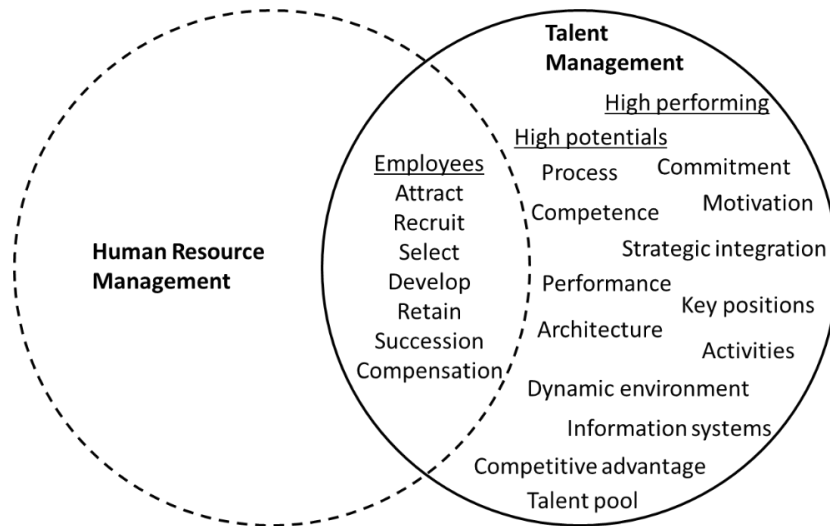 Talent
Management
High performing
High potentials
Employees
Process
Commitment
Attract
Competence
Motivation
Recruit
Human Resource
Management
Select
Strategic integration
Develop
Performance
Retain
Key positions
Succession
Architecture
Compensation
Activities
Dynamic environment
Information systems
Competitive advantage
Talent pool